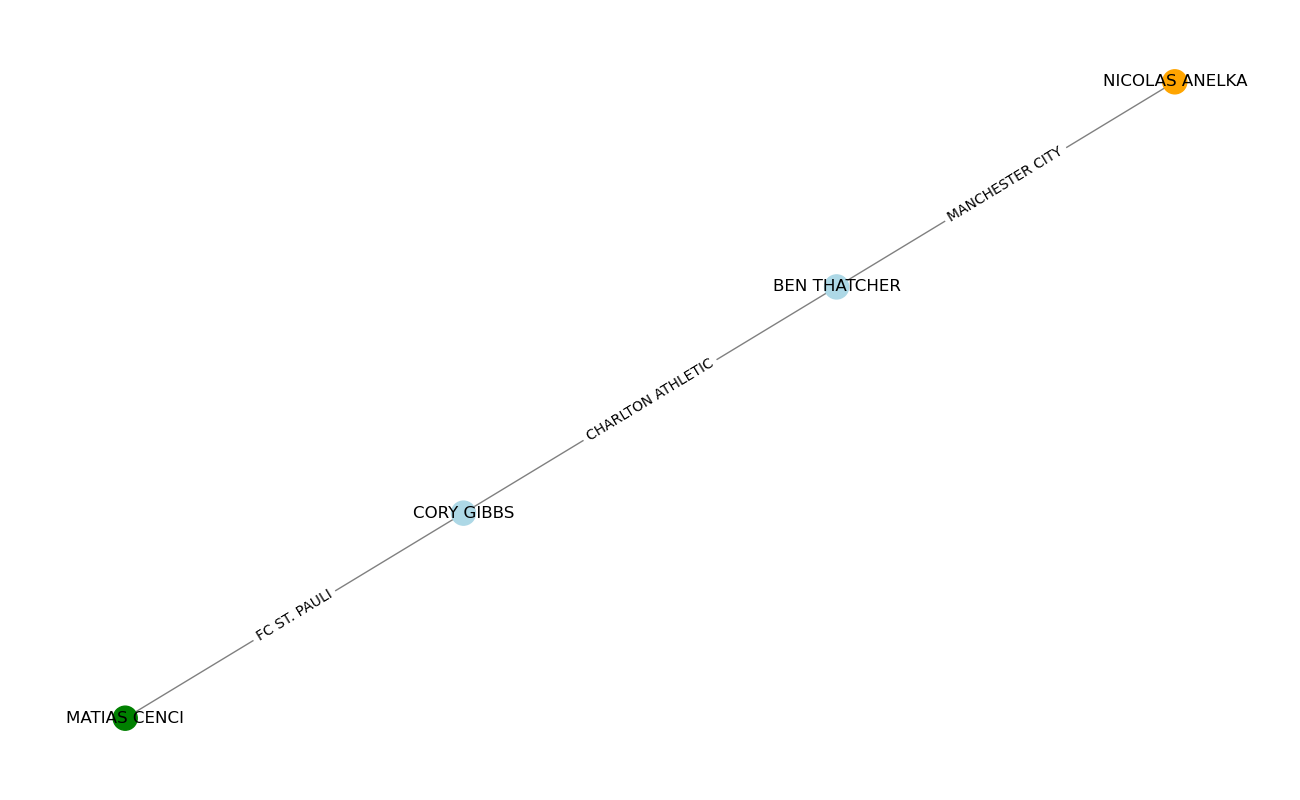 NICOLAS ANELKA
MANCHESTER CITY
BEN THATCHER
CHARLTON ATHLETIC
CORY GIBBS
FC ST. PAULI
MATIAS CENCI